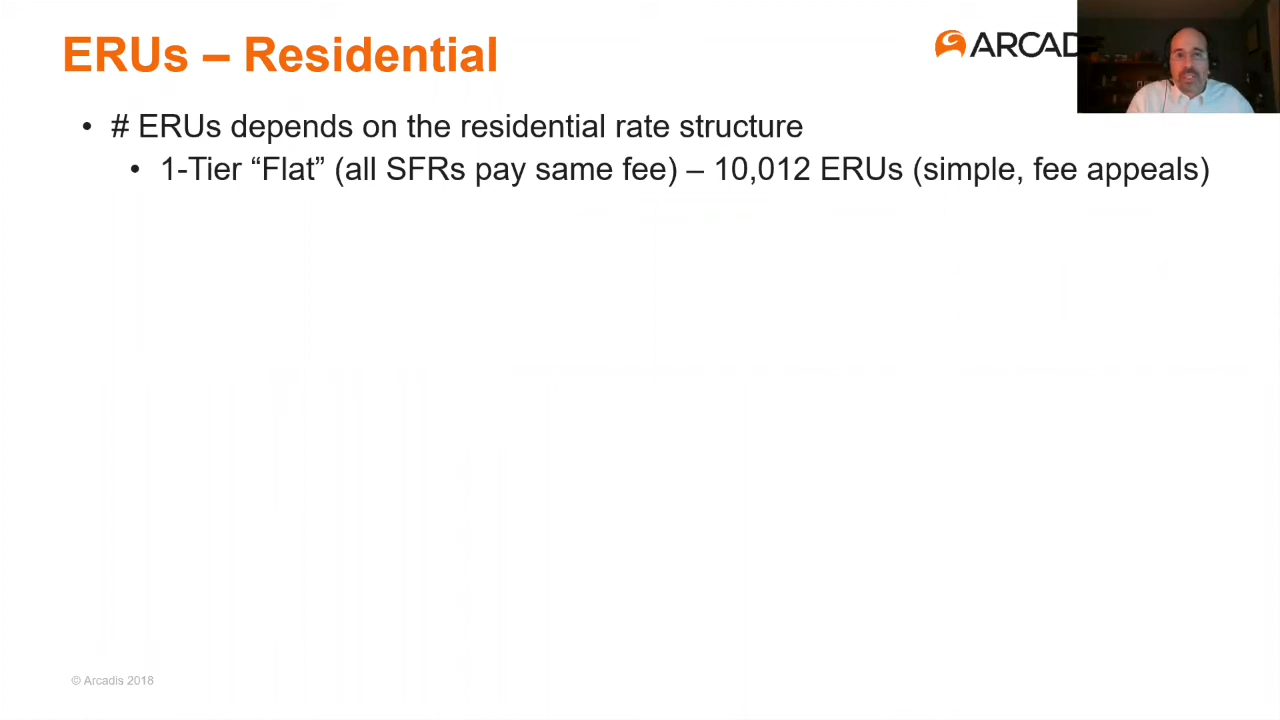 ERUs – Residential
ARCAD
• # ERUs depends on the residential rate structure
• 1-Tier “Flat” (all SFRs pay same fee) – 10,012 ERUs (simple, fee appeals)
© Arcadis 2018